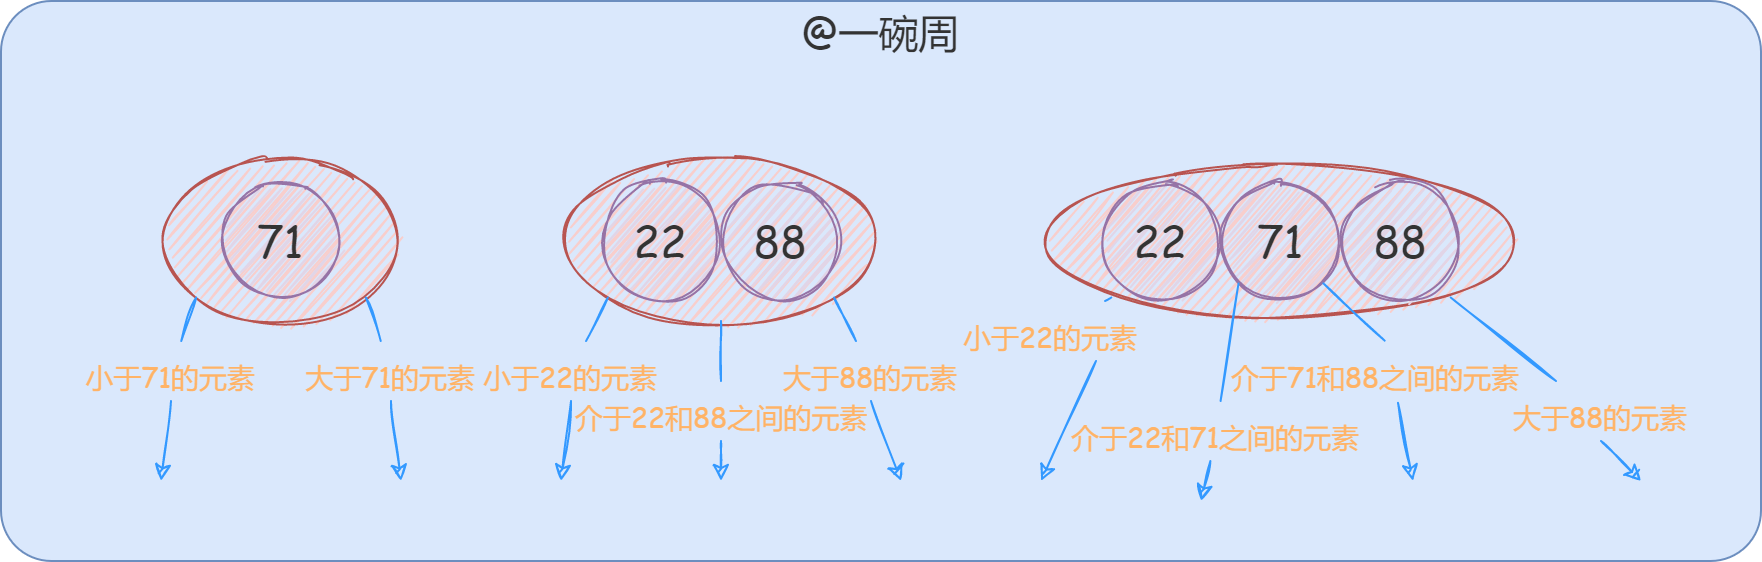 @一碗周
71
22 88
22 71 88
小于22的元素
小于71的元素 大于71的元素 小于22的元素 大于88的元素 介于71和88之间的元素
介于22和88之间的元素 大于88的元素
介于22和71之间的元素